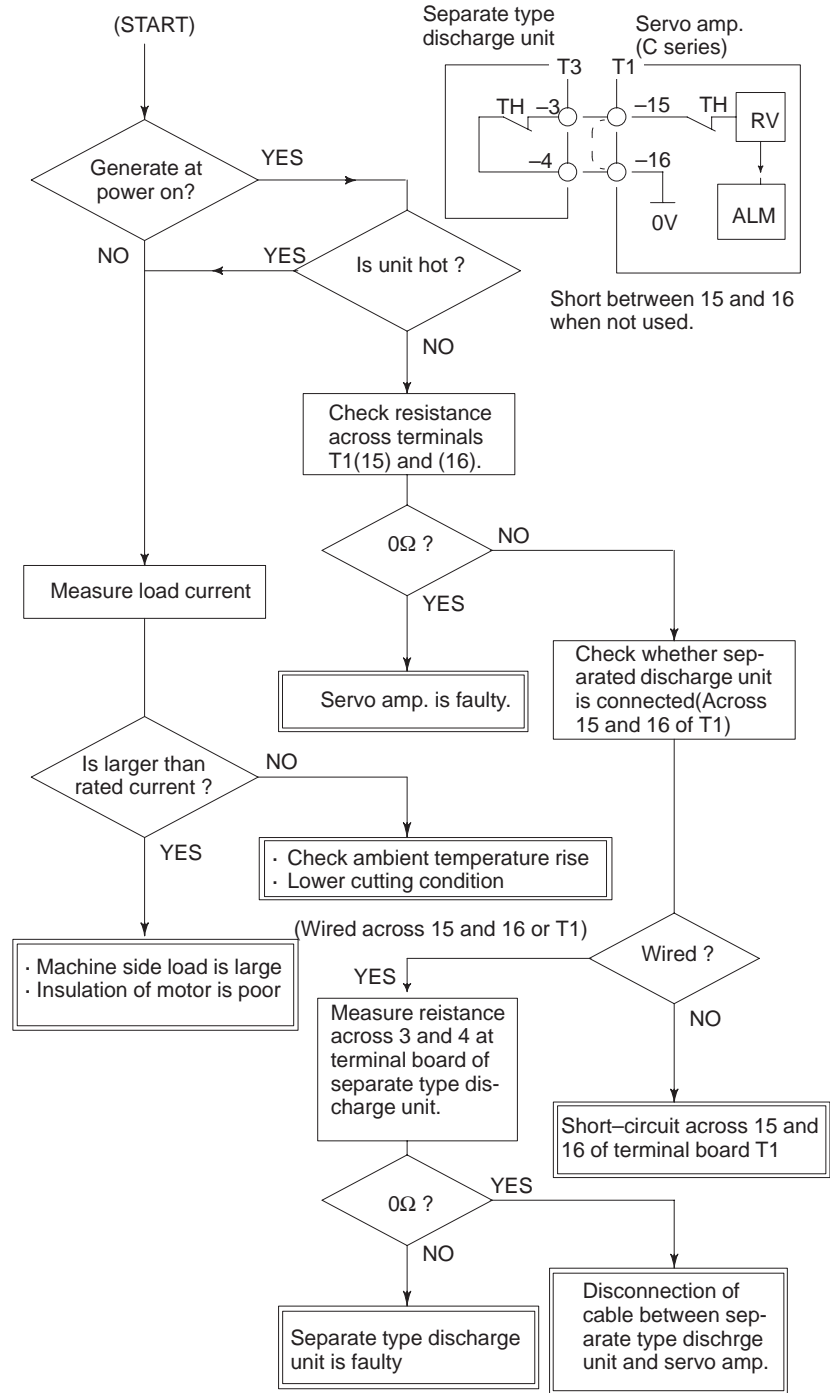 (START)
Separate type
discharge unit
Servo amp.
(C series)
T3
T1
TH
–3
–15
TH
RV
–4
–16
0V
ALM
Short betrween 15 and 16
when not used.
Generate at
power on?
YES
NO
YES
Is unit hot ?
NO
Check resistance
across terminals
T1(15) and (16).
0Ω ?
NO
YES
Measure load current
Servo amp. is faulty.
Check whether sep-
arated discharge unit
is connected(Across
15 and 16 of T1)
Is larger than
rated current ?
NO
YES
· Check ambient temperature rise
· Lower cutting condition
· Machine side load is large
· Insulation of motor is poor
(Wired across 15 and 16 or T1)
Wired ?
YES
NO
Measure reistance
across 3 and 4 at
terminal board of
separate type dis-
charge unit.
Short–circuit across 15 and
16 of terminal board T1
0Ω ?
YES
NO
Separate type discharge
unit is faulty
Disconnection of
cable between sep-
arate type dischrge
unit and servo amp.